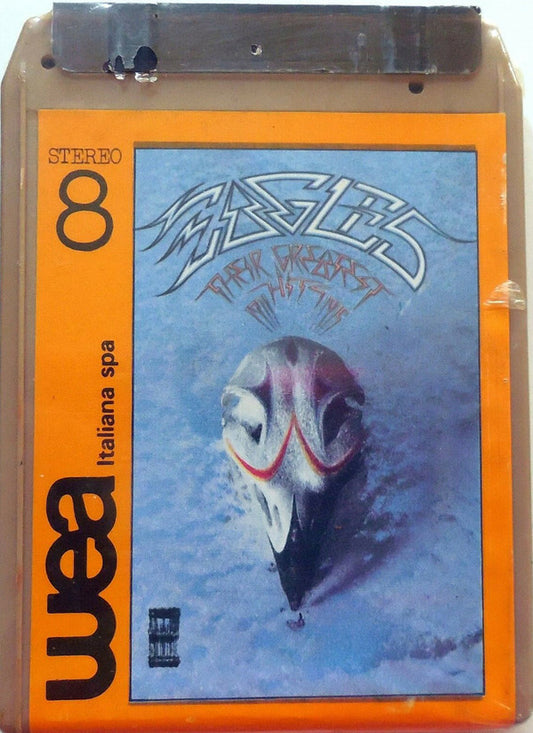 STEREO
8
EAGLES
THEIR GREATEST
HITS
wea
Italiana spa